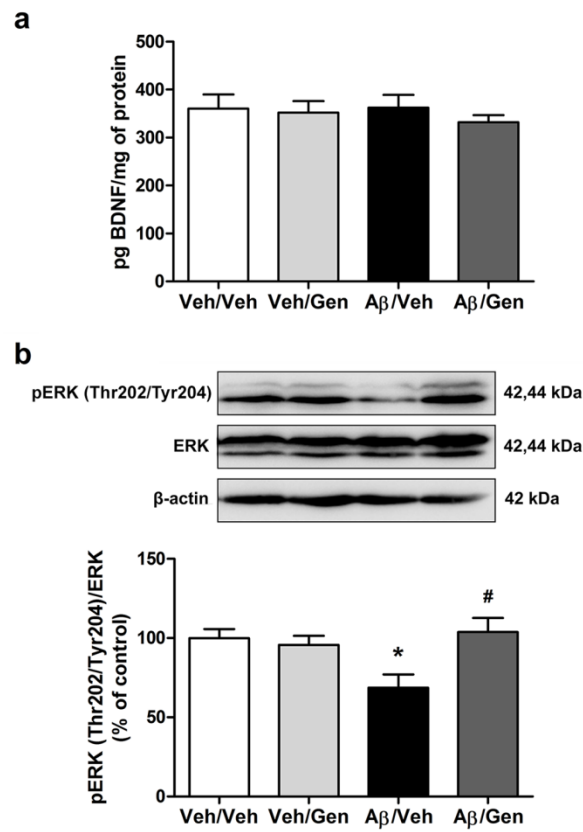 a
pg BDNF/mg of protein
500
400
300
200
100
0
Veh/Veh Veh/Gen Aβ/Veh Aβ/Gen
b
pERK (Thr202/Tyr204) 42,44 kDa
ERK 42,44 kDa
β-actin 42 kDa
pERK (Thr202/Tyr204)/ERK
(% of control)
150
100
50
0
*
#
Veh/Veh Veh/Gen Aβ/Veh Aβ/Gen